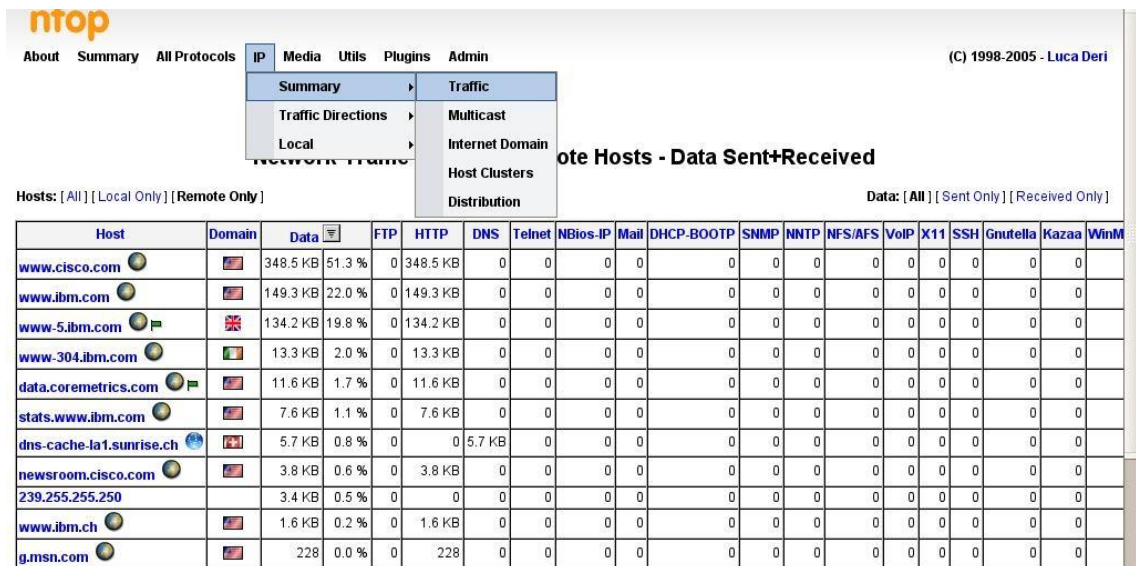 ntop
About Summary All Protocols IP Media Utils Plugins Admin
(C) 1998-2005 - Luca Deri
Summary
Traffic Directions
Local
Traffic
Multicast
Internet Domain
Host Clusters
Distribution
ote Hosts - Data Sent+Received
Hosts: [ All ] [ Local Only ] [ Remote Only ]
Data: [ All ] [ Sent Only ] [ Received Only ]
Host Domain Data FTP HTTP DNS Telnet NBios-IP Mail DHCP-BOOTP SNMP NNTP NFS/AFS VoIP X11 SSH Gnutella Kazaa WinM
www.cisco.com 348.5 KB 51.3 % 0 348.5 KB 0 0 0 0 0 0 0 0 0 0 0 0 0
www.ibm.com 149.3 KB 22.0 % 0 149.3 KB 0 0 0 0 0 0 0 0 0 0 0 0 0
www-5.ibm.com 134.2 KB 19.8 % 0 134.2 KB 0 0 0 0 0 0 0 0 0 0 0 0 0
www-304.ibm.com 13.3 KB 2.0 % 0 13.3 KB 0 0 0 0 0 0 0 0 0 0 0 0 0
data.coremetrics.com 11.6 KB 1.7 % 0 11.6 KB 0 0 0 0 0 0 0 0 0 0 0 0 0
stats.www.ibm.com 7.6 KB 1.1 % 0 7.6 KB 0 0 0 0 0 0 0 0 0 0 0 0 0
dns-cache-la1.sunrise.ch 5.7 KB 0.8 % 0 0 5.7 KB 0 0 0 0 0 0 0 0 0 0 0 0
newsroom.cisco.com 3.8 KB 0.6 % 0 3.8 KB 0 0 0 0 0 0 0 0 0 0 0 0 0
239.255.255.250 3.4 KB 0.5 % 0 0 0 0 0 0 0 0 0 0 0 0 0 0 0
www.ibm.ch 1.6 KB 0.2 % 0 1.6 KB 0 0 0 0 0 0 0 0 0 0 0 0 0
g.msn.com 228 0.0 % 0 228 0 0 0 0 0 0 0 0 0 0 0 0 0